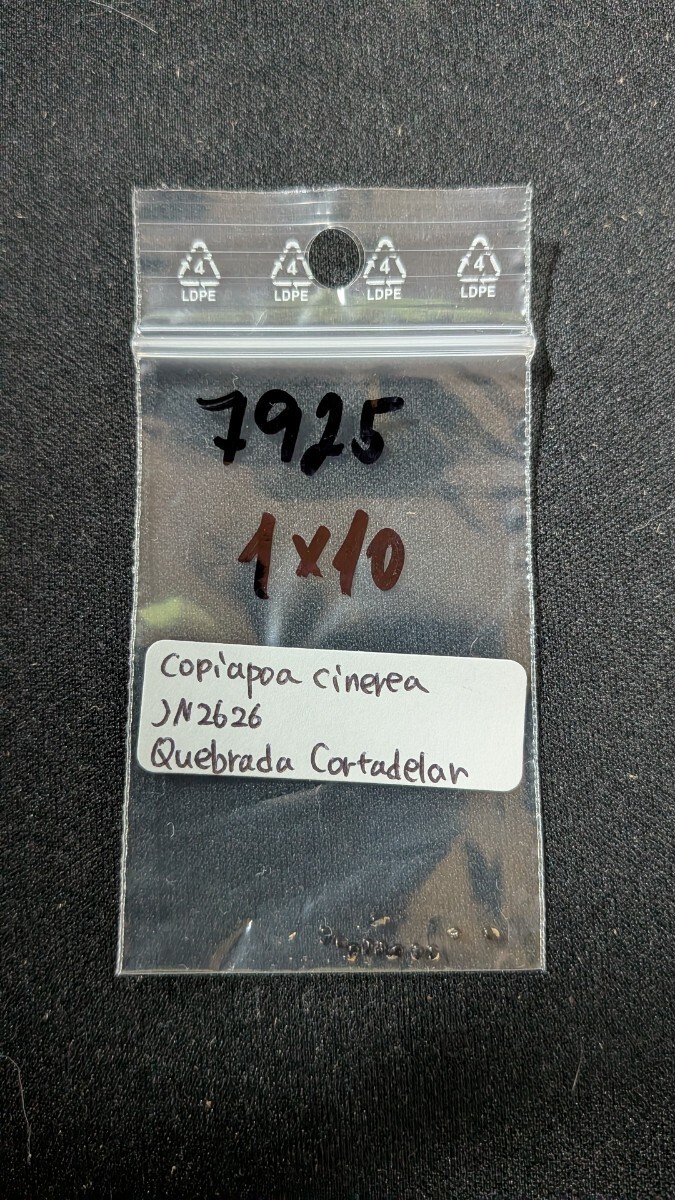 4 4 4 4
LDPE LDPE LDPE LDPE
7925
1x10
Copiapoa cinerea
JN2626
Quebrada Cortadelar